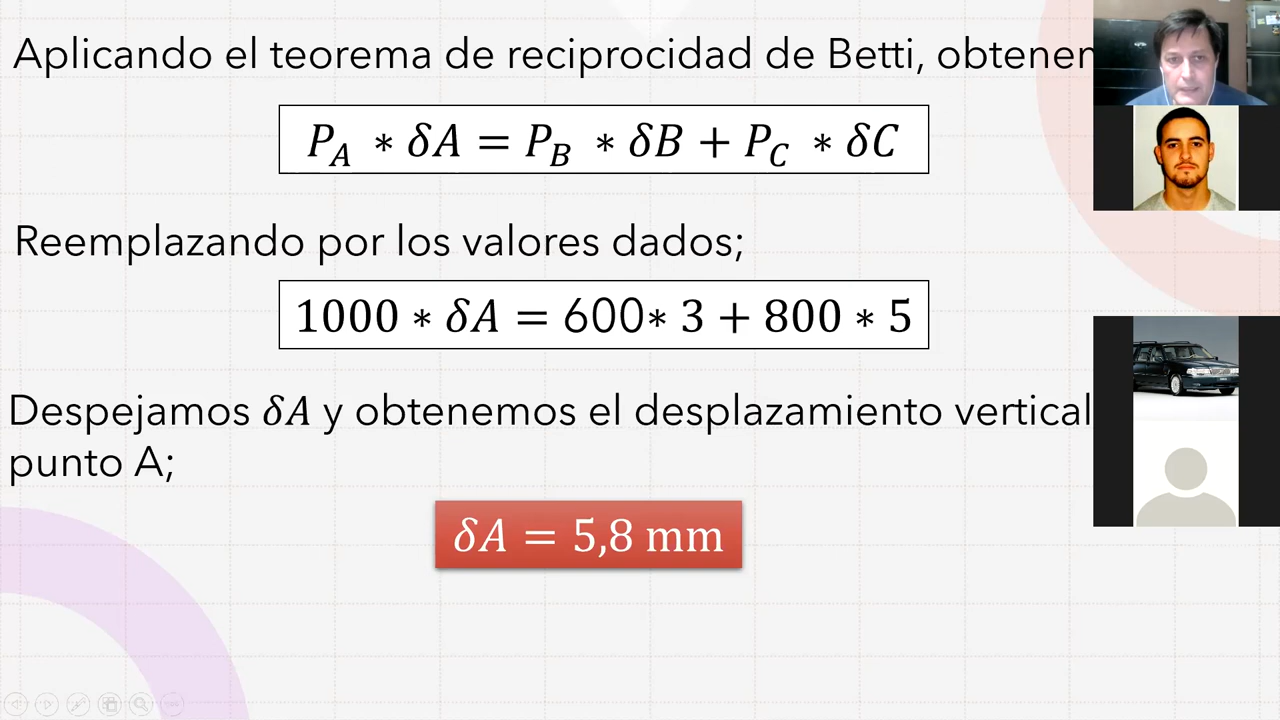 Aplicando el teorema de reciprocidad de Betti,
P_A * δA = P_B * δB + P_C * δC
Reemplazando por los valores dados;
1000 * δA = 600* 3 + 800 * 5
Despejamos δA y obtenemos el desplazamiento vertical
punto A;
δA = 5,8 mm